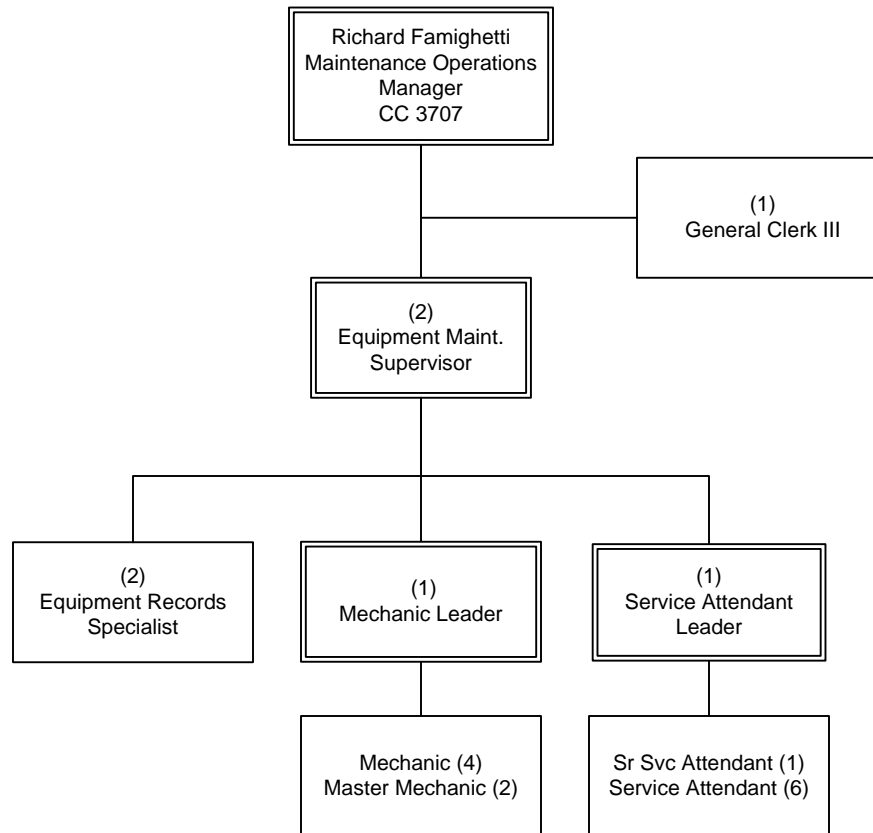 Richard Famighetti
Maintenance Operations
Manager
CC 3707
(1)
General Clerk III
(2)
Equipment Maint.
Supervisor
(2)
Equipment Records
Specialist
(1)
Mechanic Leader
(1)
Service Attendant
Leader
Mechanic (4)
Master Mechanic (2)
Sr Svc Attendant (1)
Service Attendant (6)